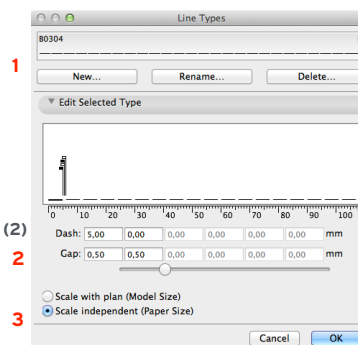 Line Types
B0304
1
New... Rename... Delete...
Edit Selected Type
0 10 20 30 40 50 60 70 80 90 100
(2)
Dash: 5,00 0,00 0,00 0,00 0,00 0,00 mm
2
Gap: 0,50 0,50 0,00 0,00 0,00 0,00 mm
Scale with plan (Model Size)
3
Scale independent (Paper Size)
Cancel OK